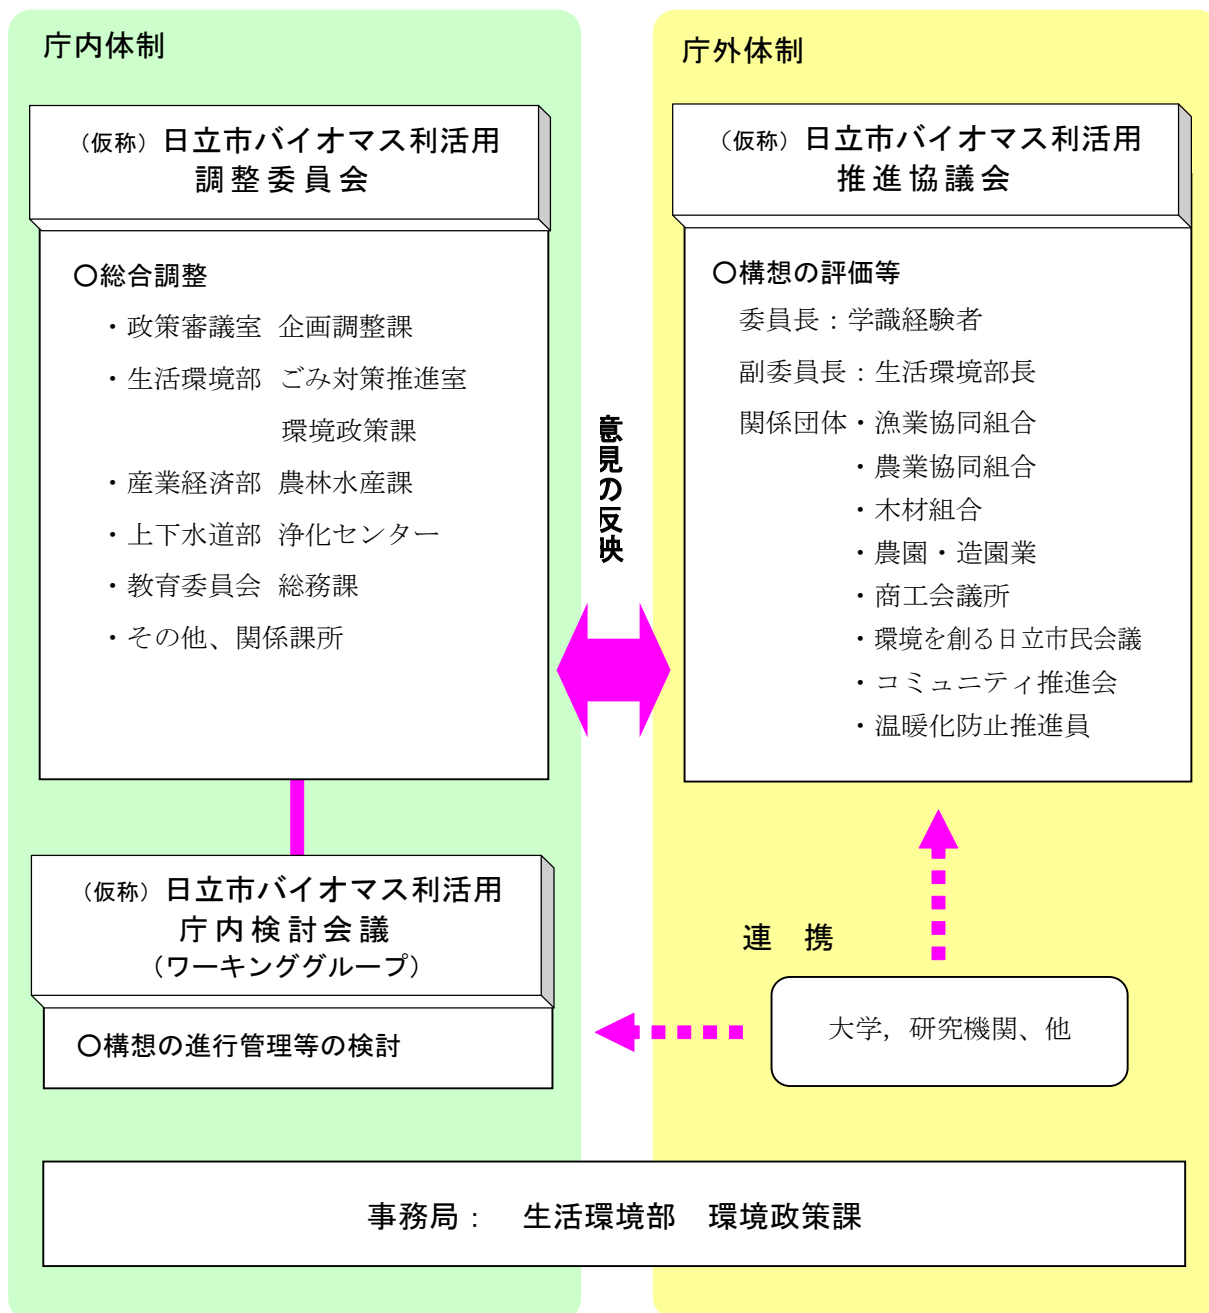 庁内体制
（仮称）日立市バイオマス利活用
調整委員会
〇総合調整
・政策審議室 企画調整課
・生活環境部 ごみ対策推進室
環境政策課
・産業経済部 農林水産課
・上下水道部 浄化センター
・教育委員会 総務課
・その他、関係課所
（仮称）日立市バイオマス利活用
庁内検討会議
（ワーキンググループ）
〇構想の進行管理等の検討
意見の反映
庁外体制
（仮称）日立市バイオマス利活用
推進協議会
〇構想の評価等
委員長：学識経験者
副委員長：生活環境部長
関係団体・漁業協同組合
・農業協同組合
・木材組合
・農園・造園業
・商工会議所
・環境を創る日立市民会議
・コミュニティ推進会
・温暖化防止推進員
連 携
大学，研究機関、他
事務局： 生活環境部 環境政策課